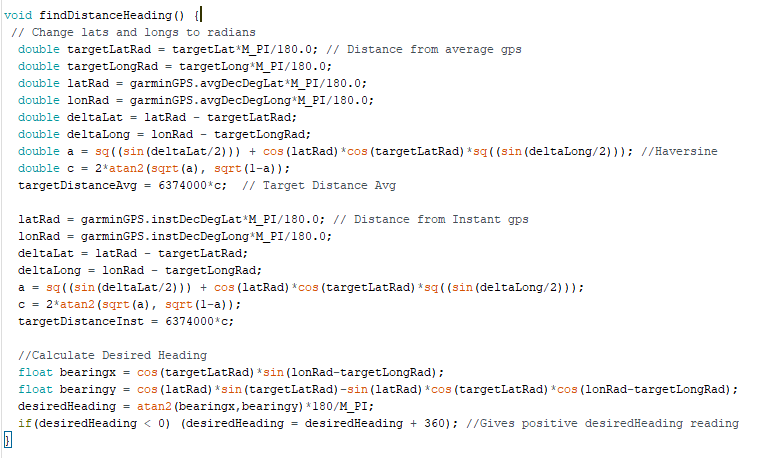 void findDistanceHeading() {
// Change lats and longs to radians
double targetLatRad = targetLat*M_PI/180.0; // Distance from average gps
double targetLongRad = targetLong*M_PI/180.0;
double latRad = garminGPS.avgDecDegLat*M_PI/180.0;
double lonRad = garminGPS.avgDecDegLong*M_PI/180.0;
double deltaLat = latRad - targetLatRad;
double deltaLong = lonRad - targetLongRad;
double a = sq((sin(deltaLat/2))) + cos(latRad)*cos(targetLatRad)*sq((sin(deltaLong/2))); //Haversine
double c = 2*atan2(sqrt(a), sqrt(1-a));
targetDistanceAvg = 6374000*c;  // Target Distance Avg
latRad = garminGPS.instDecDegLat*M_PI/180.0; // Distance from Instant gps
lonRad = garminGPS.instDecDegLong*M_PI/180.0;
deltaLat = latRad - targetLatRad;
deltaLong = lonRad - targetLongRad;
a = sq((sin(deltaLat/2))) + cos(latRad)*cos(targetLatRad)*sq((sin(deltaLong/2)));
c = 2*atan2(sqrt(a), sqrt(1-a));
targetDistanceInst = 6374000*c;
//Calculate Desired Heading
float bearingx = cos(targetLatRad)*sin(lonRad-targetLongRad);
float bearingy = cos(latRad)*sin(targetLatRad)-sin(latRad)*cos(targetLatRad)*cos(lonRad-targetLongRad);
desiredHeading = atan2(bearingx,bearingy)*180/M_PI;
if(desiredHeading < 0) (desiredHeading = desiredHeading + 360); //Gives positive desiredHeading reading
}